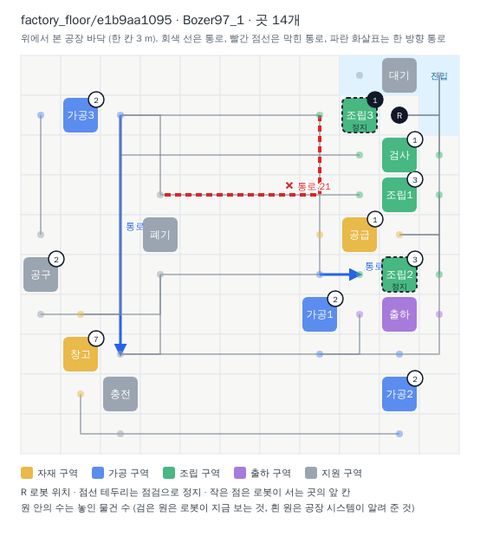 factory_floor/e1b9aa1095 · Bozer97_1 · 곳 14개
위에서 본 공장 바닥 (한 칸 3 m). 회색 선은 통로, 빨간 점선은 막힌 통로, 파란 화살표는 한 방향 통로
대기
전립
2
가공3
1
조립3
정지
R
1
검사
3
조립1
✖ 통로 21
통로
폐기
1
공급
2
공구
통로
3
조립2
정지
2
가공1
출하
7
창고
충전
2
가공2
자재 구역
가공 구역
조립 구역
출하 구역
지원 구역
R 로봇 위치 · 점선 테두리는 점검으로 정지 · 작은 점은 로봇이 서는 곳의 앞 칸
원 안의 수는 놓인 물건 수 (검은 원은 로봇이 지금 보는 것, 흰 원은 공장 시스템이 알려 준 것)